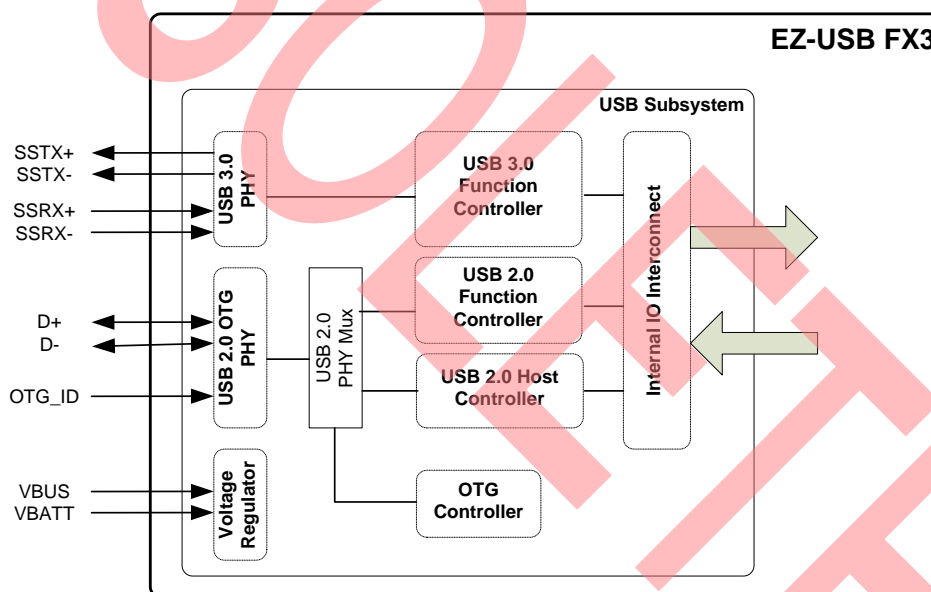 EZ-USB FX3
USB Subsystem
SSTX+
SSTX-
SSRX+
SSRX-
USB 3.0
PHY
USB 3.0
Function
Controller
D+
D-
OTG_ID
USB 2.0 OTG
PHY
USB 2.0
PHY Mux
USB 2.0
Function
Controller
USB 2.0 Host
Controller
Internal IO Interconnect
VBUS
VBATT
Voltage
Regulator
OTG
Controller